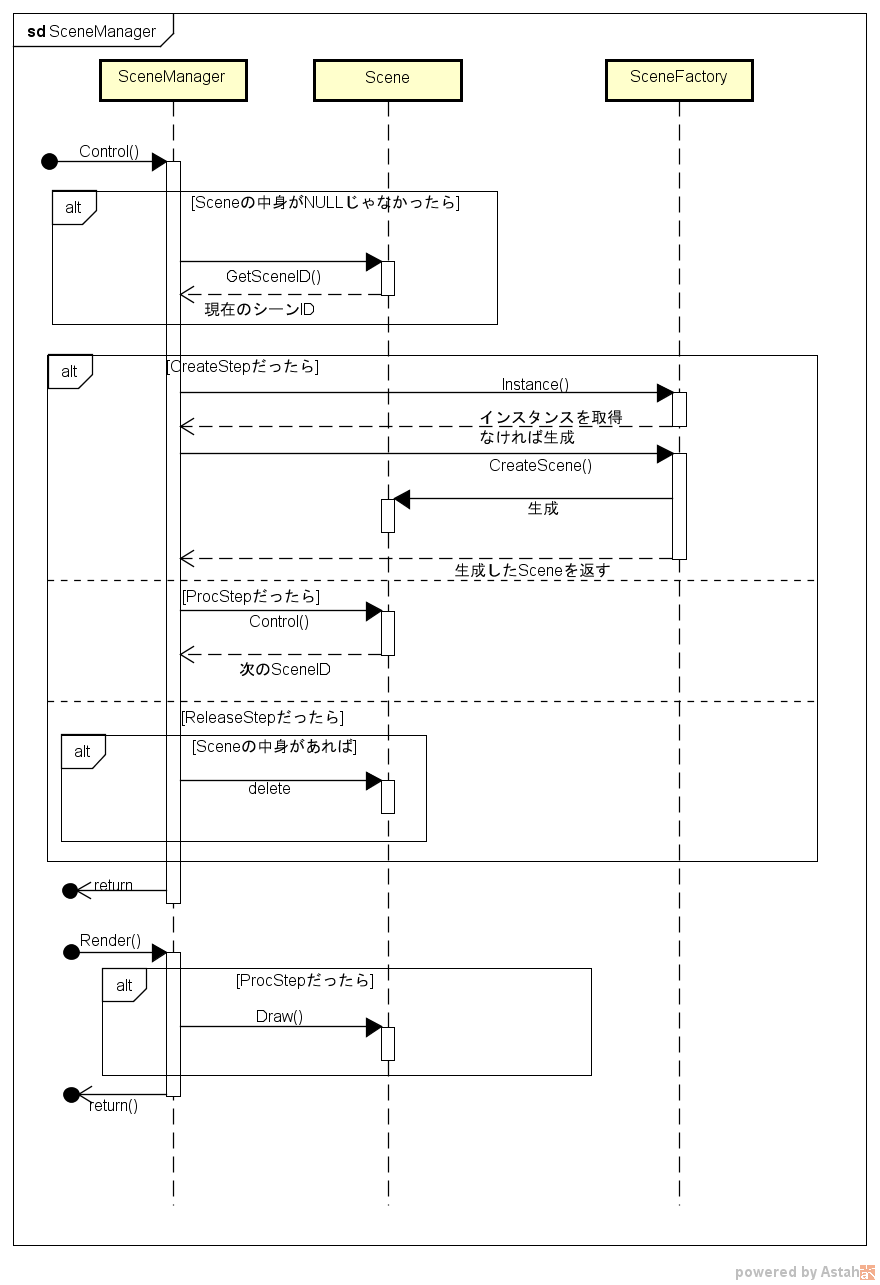 sd SceneManager
SceneManager
Scene
SceneFactory
Control()
alt
[Sceneの中身がNULLじゃなかったら]
GetSceneID()
現在のシーンID
alt
[CreateStepだったら]
Instance()
インスタンスを取得
なければ生成
CreateScene()
生成
生成したSceneを返す
[ProcStepだったら]
Control()
次のSceneID
[ReleaseStepだったら]
alt
[Sceneの中身があれば]
delete
return
Render()
alt
[ProcStepだったら]
Draw()
return()
powered by Astah